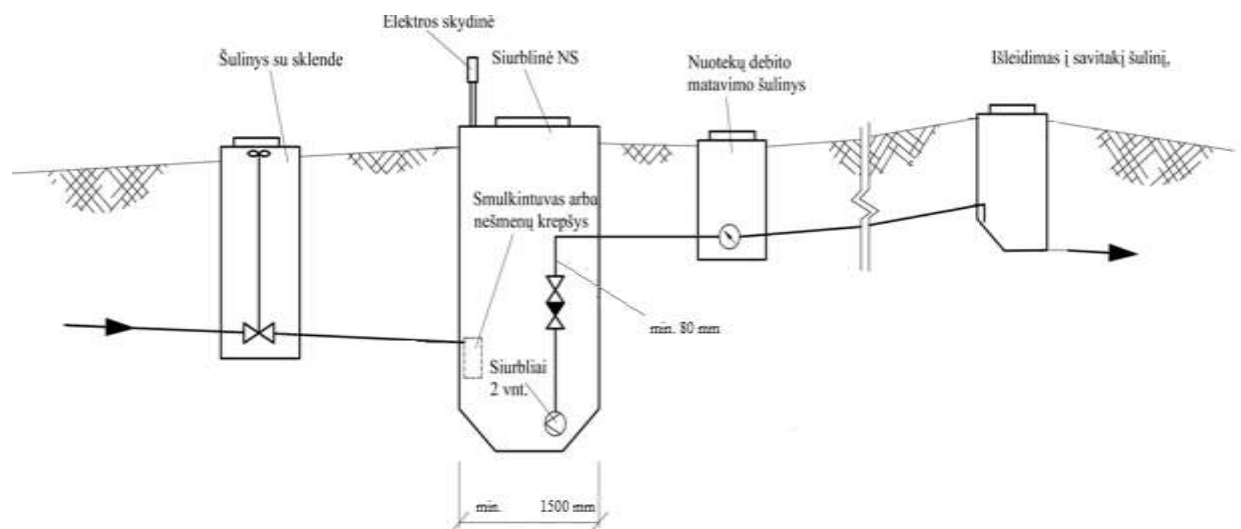 Elektros skydinė
Šulinys su sklende
Siurblinė NS
Nuotekų debito
matavimo šulinys
Išleidimas į savitakį šulinį,
Smulkintuvas arba
nešmenų krepšys
min. 80 mm
Siurbliai
2 vnt.
min. 1500 mm